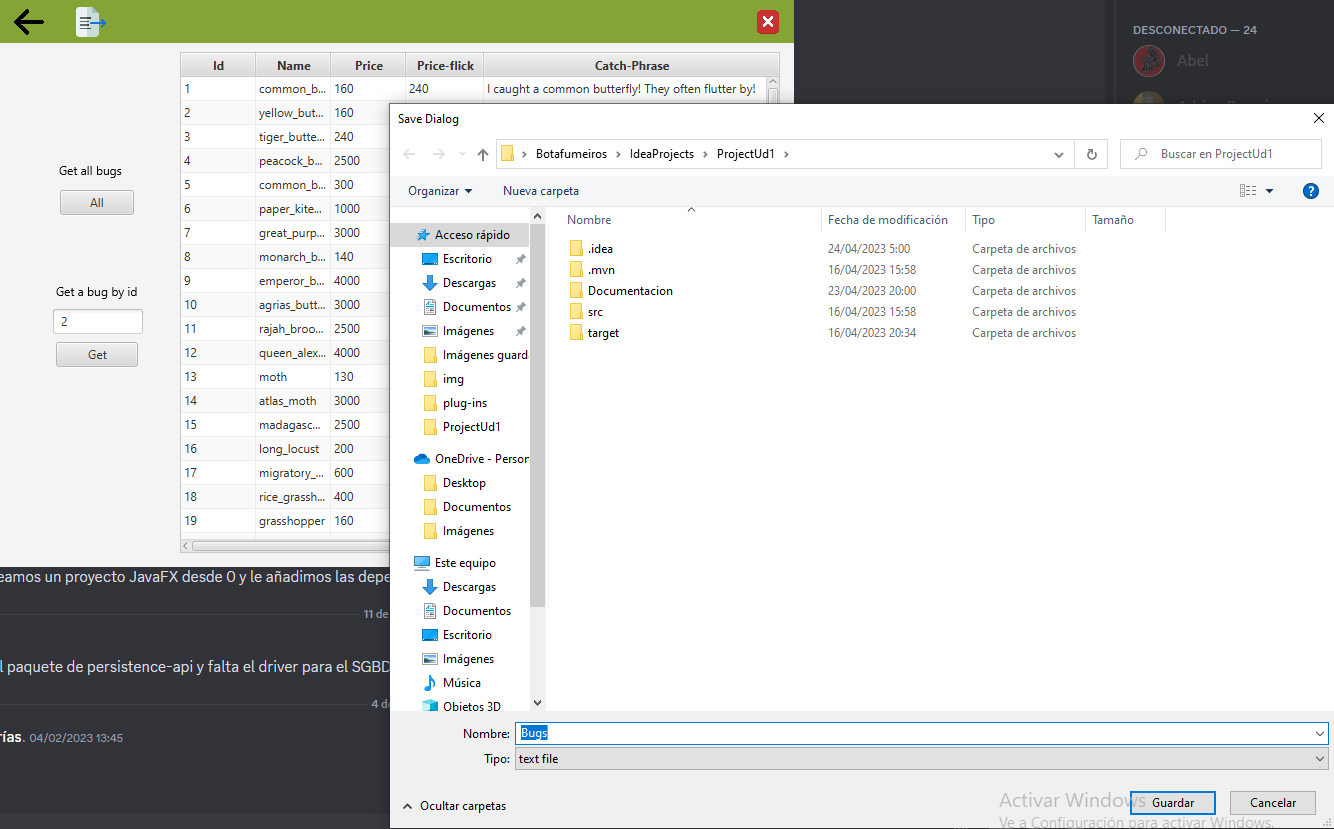 DESCONECTADO — 24
Abel
Id Name Price Price-flick Catch-Phrase
1 common_b... 160 240 I caught a common butterfly! They often flutter by!
2 yellow_but... 160
3 tiger_butte... 240
4 peacock_b... 2500
5 common_b... 300
6 paper_kite... 1000
7 great_purp... 3000
8 monarch_b... 140
9 emperor_b... 4000
10 agrias_butt... 3000
11 rajah_broo... 2500
12 queen_alex... 4000
13 moth 130
14 atlas_moth 3000
15 madagasc... 2500
16 long_locust 200
17 migratory_... 600
18 rice_grassh... 400
19 grasshopper 160
Get all bugs
All
Get a bug by id
2
Get
Save Dialog
Botafumeiros > IdeaProjects > ProjectUd1 >
Buscar en ProjectUd1
Organizar
Nueva carpeta
Acceso rápido
Escritorio
Descargas
Documentos
Imágenes
Imágenes guard
img
plug-ins
ProjectUd1
OneDrive - Person
Desktop
Documentos
Imágenes
Este equipo
Descargas
Documentos
Escritorio
Imágenes
Música
Objetos 3D
Nombre Fecha de modificación Tipo Tamaño
.idea 24/04/2023 5:00 Carpeta de archivos
.mvn 16/04/2023 15:58 Carpeta de archivos
Documentacion 23/04/2023 20:00 Carpeta de archivos
src 16/04/2023 15:58 Carpeta de archivos
target 16/04/2023 20:34 Carpeta de archivos
Nombre: Bugs
Tipo: text file
Ocultar carpetas
Guardar
Cancelar
Activar Windows
Ve a Configuración para activar Windows.
eamos un proyecto JavaFX desde 0 y le añadimos las depe
11 de
l paquete de persistence-api y falta el driver para el SGBD
4 de
rías. 04/02/2023 13:45